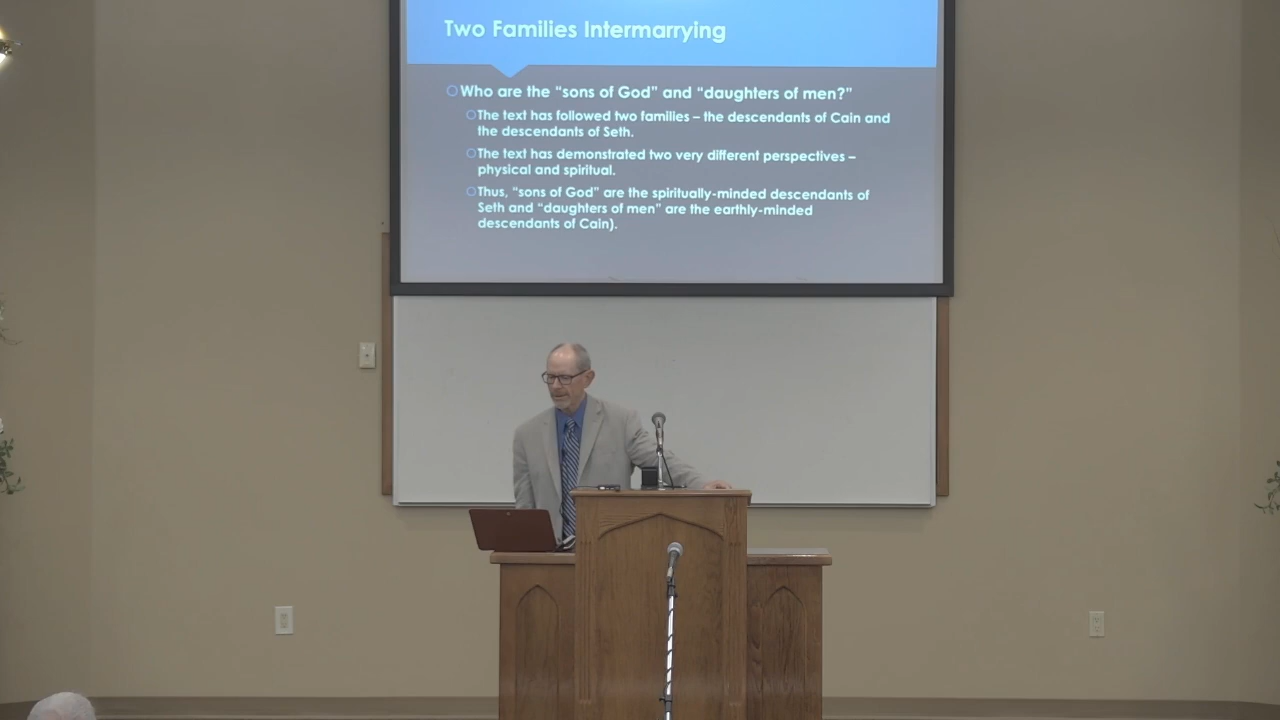 Two Families Intermarrying
Who are the “sons of God” and “daughters of men?”
The text has followed two families – the descendants of Cain and
the descendants of Seth.
The text has demonstrated two very different perspectives –
physical and spiritual.
Thus, “sons of God” are the spiritually-minded descendants of
Seth and “daughters of men” are the earthly-minded
descendants of Cain).